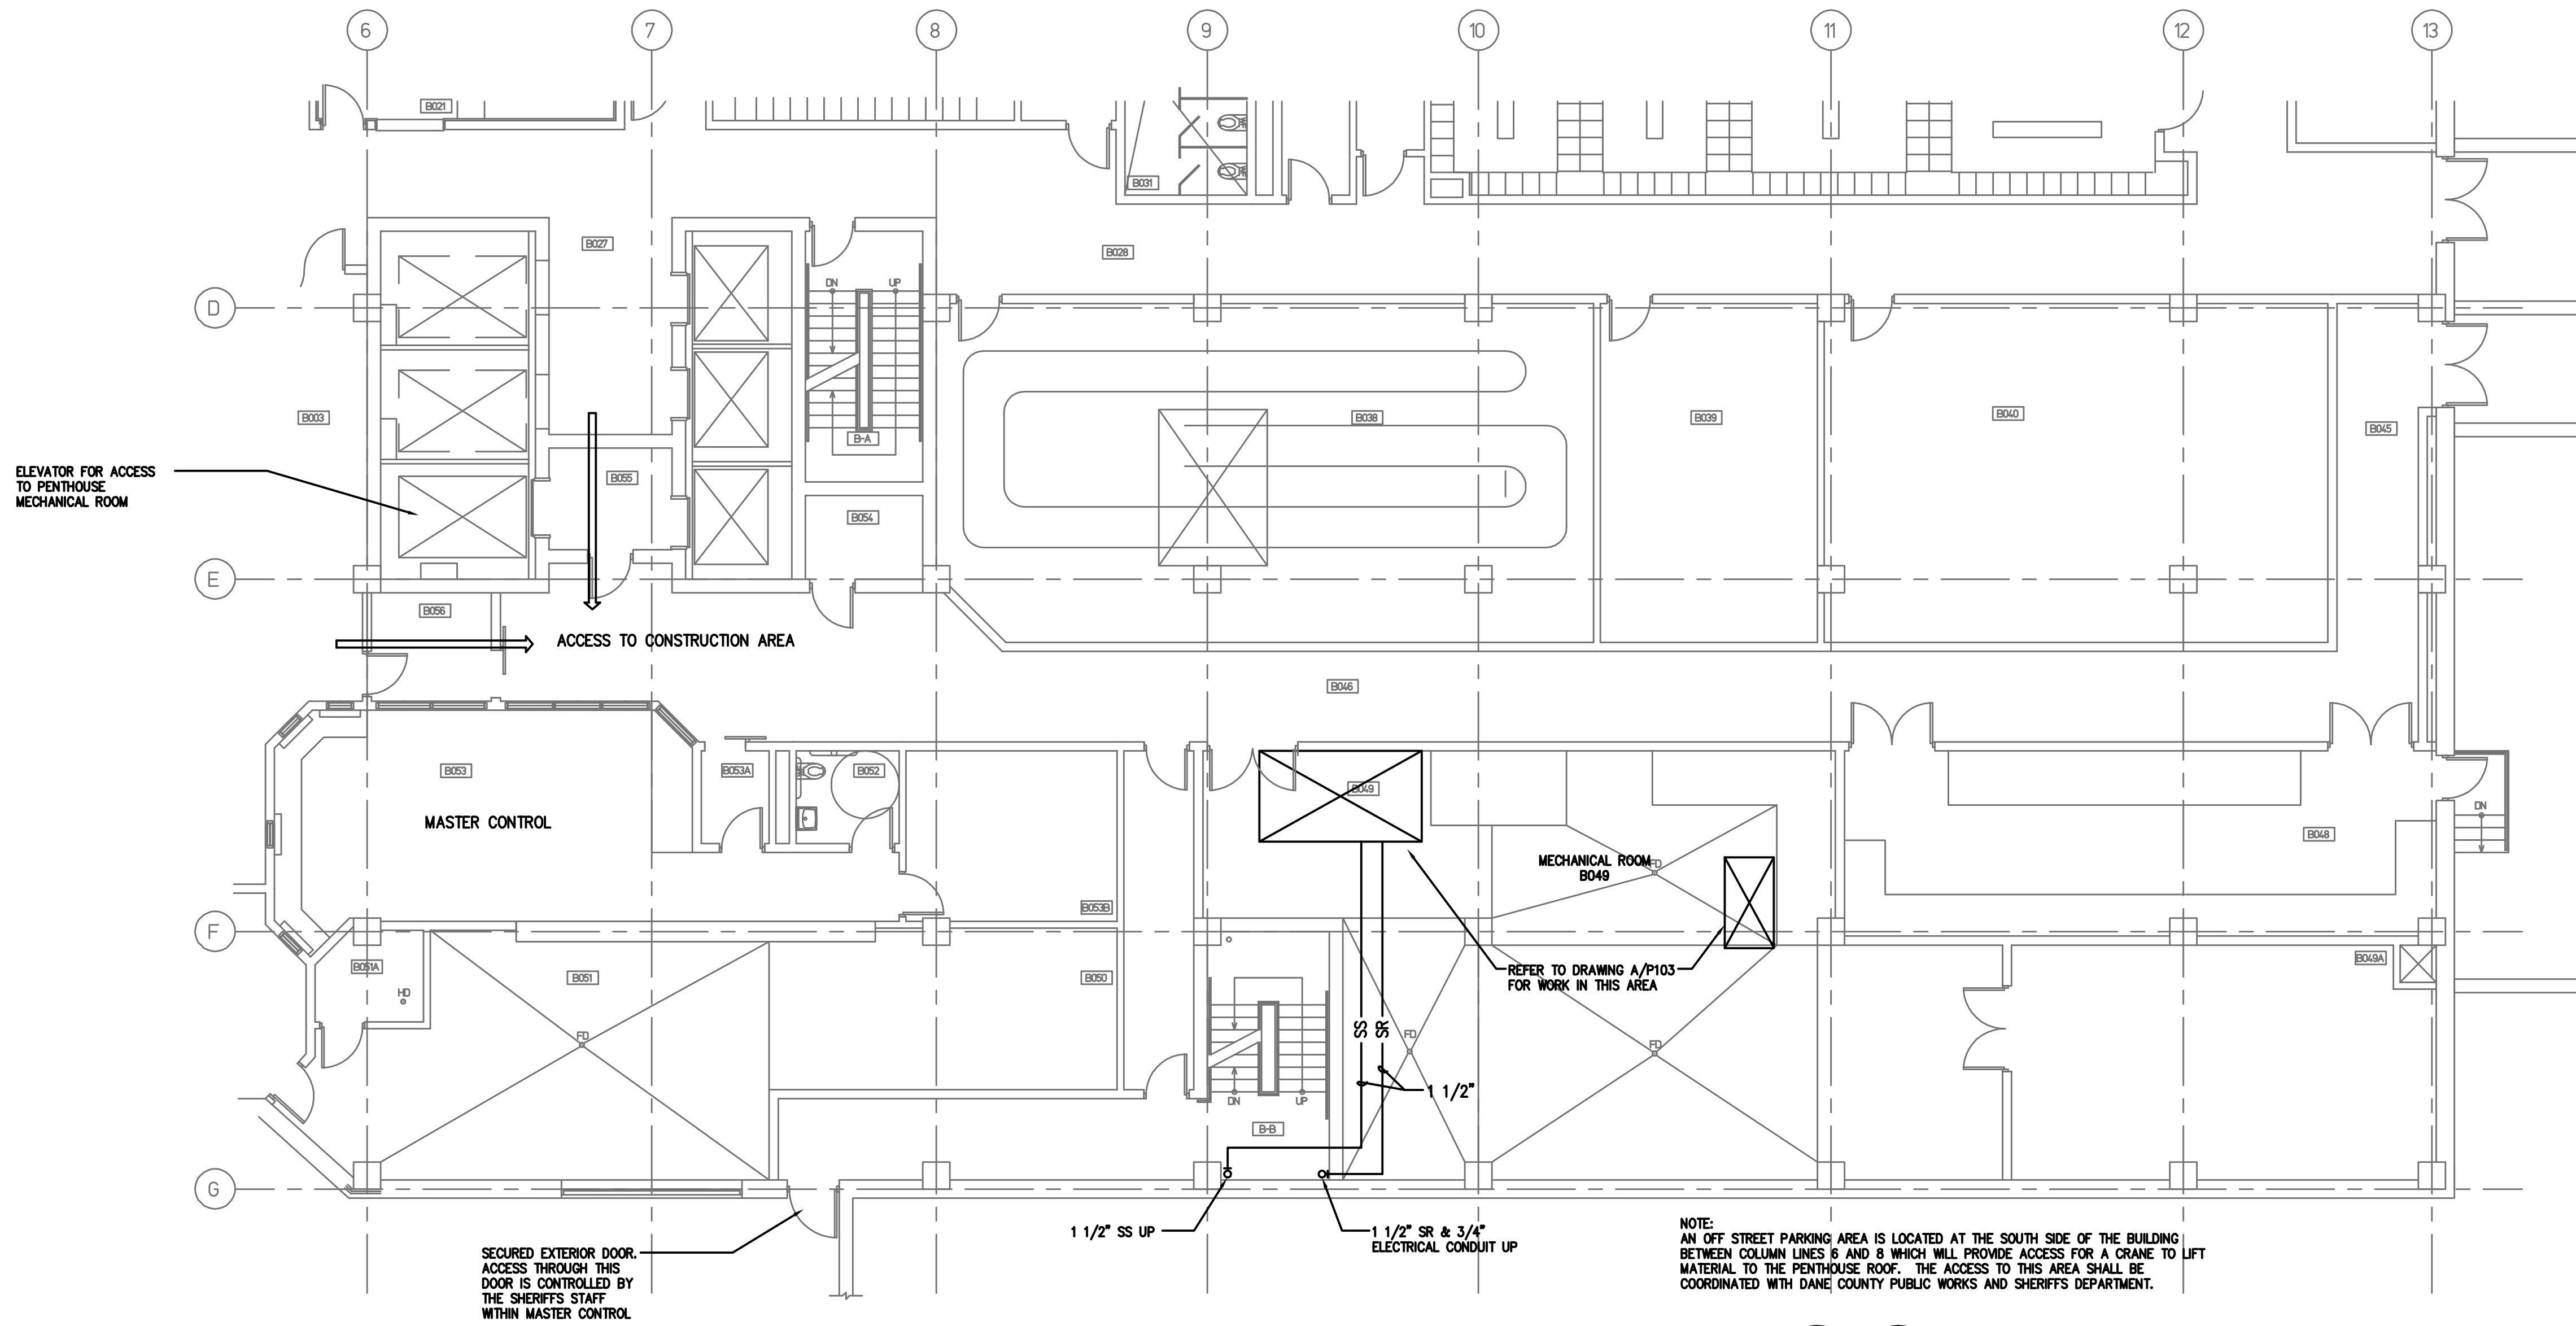 6 7 8 9 10 11 12 13
B021
B031
B027
B028
D
DN UP
B003
B038
B039
B040
B045
B-A
ELEVATOR FOR ACCESS
TO PENTHOUSE
MECHANICAL ROOM
B055
B054
E
B056
ACCESS TO CONSTRUCTION AREA
B046
B053
B053A
B052
B049
MASTER CONTROL
DN
B048
MECHANICAL ROOM
B049
FD
B053B
F
B051A
B051
B050
REFER TO DRAWING A/P103
FOR WORK IN THIS AREA
B049A
HD
FD
SS
SR
FD
FD
1 1/2"
DN UP
B-B
G
1 1/2" SS UP
1 1/2" SR & 3/4"
ELECTRICAL CONDUIT UP
SECURED EXTERIOR DOOR.
ACCESS THROUGH THIS
DOOR IS CONTROLLED BY
THE SHERIFFS STAFF
WITHIN MASTER CONTROL
NOTE:
AN OFF STREET PARKING AREA IS LOCATED AT THE SOUTH SIDE OF THE BUILDING
BETWEEN COLUMN LINES 6 AND 8 WHICH WILL PROVIDE ACCESS FOR A CRANE TO LIFT
MATERIAL TO THE PENTHOUSE ROOF. THE ACCESS TO THIS AREA SHALL BE
COORDINATED WITH DANE COUNTY PUBLIC WORKS AND SHERIFFS DEPARTMENT.